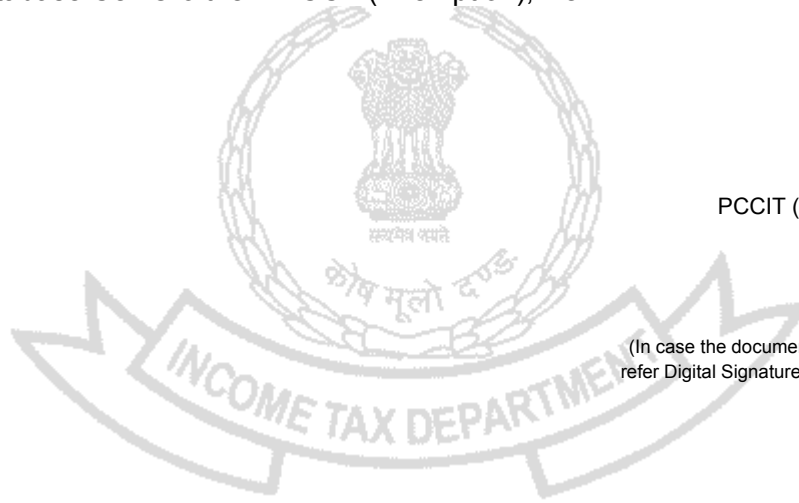 PCCIT (
सत्यमेव जयते
कोष मूलो दण्ड
(In case the docume
refer Digital Signature
INCOME TAX DEPARTMENT